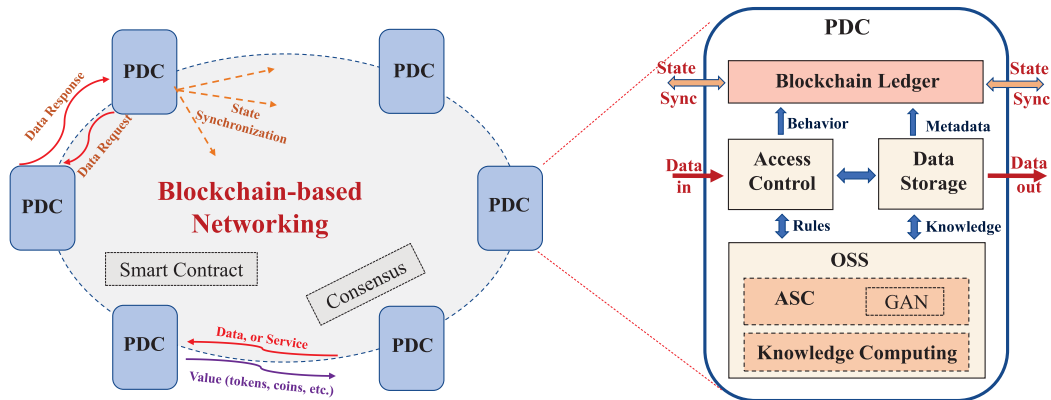 PDC
PDC
Data Response
Data Request
State
Synchronization
PDC
Blockchain-based
Networking
PDC
Smart Contract
Consensus
PDC
Data, or Service
Value (tokens, coins, etc.)
PDC
PDC
State
Sync
Blockchain Ledger
State
Sync
Behavior
Metadata
Data
in
Access
Control
Data
Storage
Data
out
Rules
Knowledge
OSS
ASC
GAN
Knowledge Computing